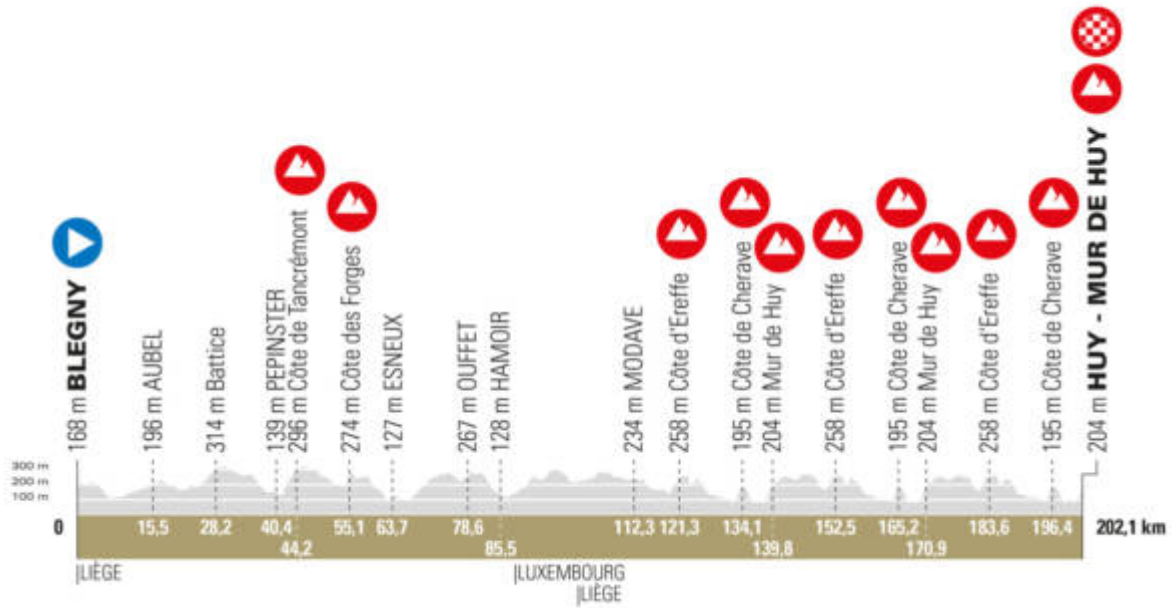 168 m BLEGNY
196 m AUBEL
314 m Battice
139 m PEPINSTER
296 m Côte de Tancrémont
274 m Côte des Forges
127 m ESNEUX
267 m OUFFET
128 m HAMOIR
234 m MODAVE
258 m Côte d'Ereffe
195 m Côte de Cherave
204 m Mur de Huy
258 m Côte d'Ereffe
195 m Côte de Cherave
204 m Mur de Huy
258 m Côte d'Ereffe
195 m Côte de Cherave
204 m HUY - MUR DE HUY
300 m
200 m
100 m
0
15,5
28,2
40,4
44,2
55,1
63,7
78,6
85,5
112,3
121,3
134,1
139,8
152,5
165,2
170.9
183,6
196,4
202,1 km
|LIÈGE
|LUXEMBOURG
|LIÈGE